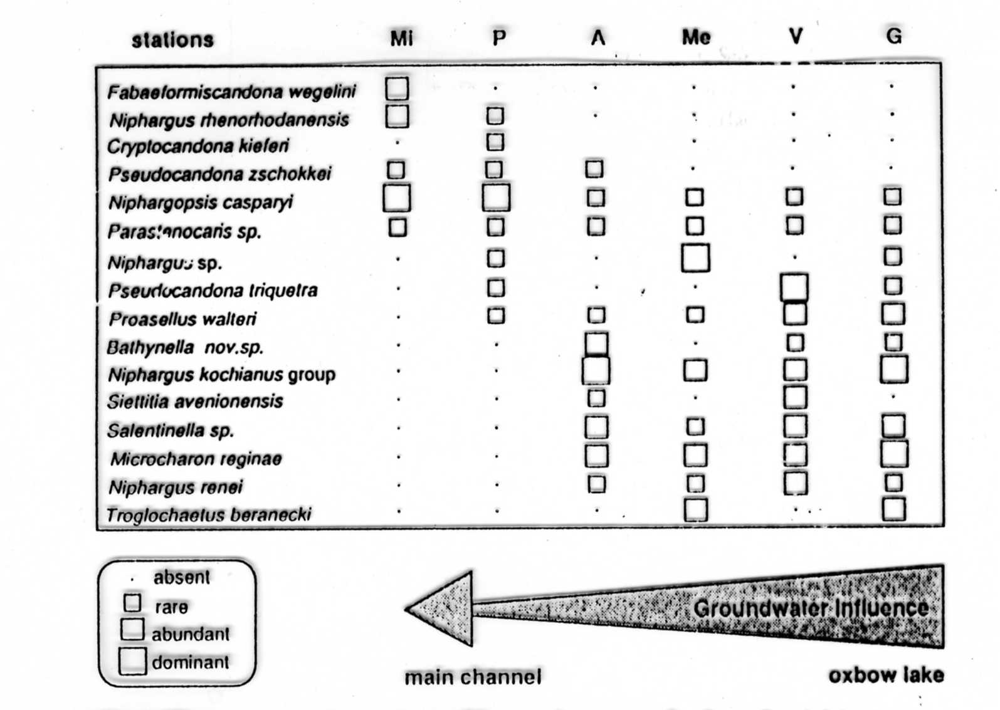 stations Mi P A Me V G
Fabaeformiscandona wegelini
Niphargus rhenorhodanensis
Cryptocandona kieferi
Pseudocandona zschokkei
Niphargopsis casparyi
Parastenocaris sp.
Niphargus sp.
Pseudocandona triquetra
Proasellus walteri
Bathynella nov.sp.
Niphargus kochianus group
Siettitia avenionensis
Salentinella sp.
Microcharon reginae
Niphargus renei
Troglochaetus beranecki
absent
rare
abundant
dominant
Groundwater Influence
main channel
oxbow lake